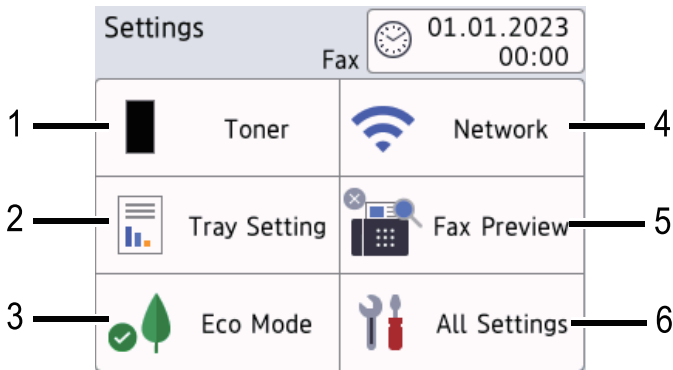 Settings
Fax
01.01.2023
00:00
1
Toner
Network
4
2
Tray Setting
Fax Preview
5
3
Eco Mode
All Settings
6